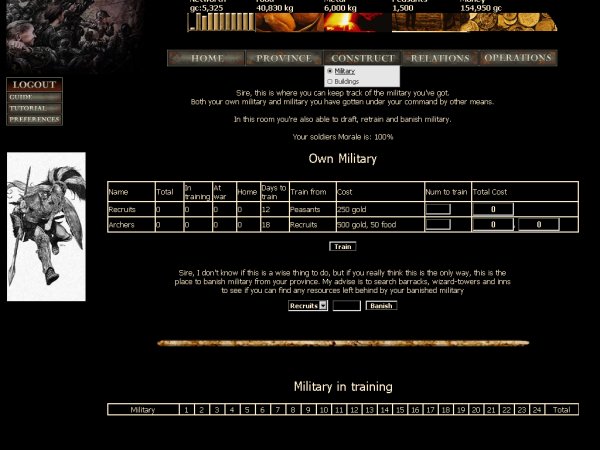 Networth Food Metal Peasants Money
gc:5,325 40,830 kg 6,000 kg 1,500 154,950 gc
HOME PROVINCE CONSTRUCT RELATIONS OPERATIONS
Military
Buildings
LOGOUT
GUIDE
TUTORIAL
PREFERENCES
Sire, this is where you can keep track of the military you've got.
Both your own military and military you have gotten under your command by other means.
In this room you're also able to draft, retrain and banish military.
Your soldiers Morale is: 100%
Own Military
Name Total In training At war Home Days to train Train from Cost Num to train Total Cost
Recruits 0 0 0 0 12 Peasants 250 gold 0
Archers 0 0 0 0 18 Recruits 500 gold, 50 food 0 , 0
Train
Sire, I don't know if this is a wise thing to do, but if you really think this is the only way, this is the
place to banish military from your province. My advise is to search barracks, wizard-towers and inns
to see if you can find any resources left behind by your banished military
Recruits Banish
Military in training
Military 1 2 3 4 5 6 7 8 9 10 11 12 13 14 15 16 17 18 19 20 21 22 23 24 Total